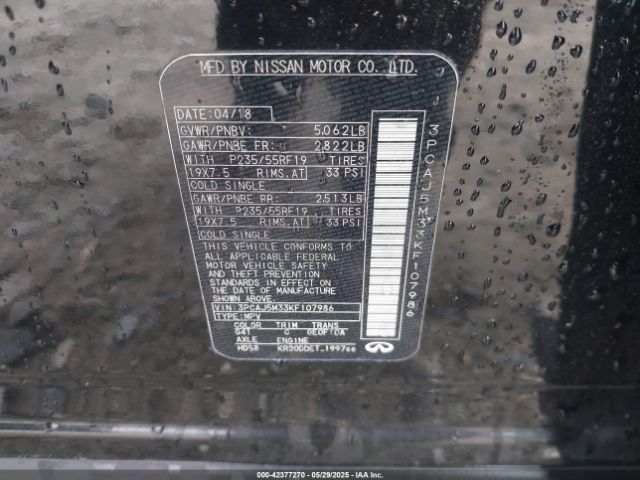 MFD BY NISSAN MOTOR CO. LTD.
DATE: 04/18
GVWR/PNBV: 5,062LB
GAWR/PNBE FR: 2,822LB
WITH P235/55RF19 TIRES
19X7.5 RIMS.AT 33 PSI
COLD SINGLE
GAWR/PNBE RR: 2,513LB
WITH P235/55RF19 TIRES
19X7.5 RIMS.AT 33 PSI
COLD SINGLE
THIS VEHICLE CONFORMS TO
ALL APPLICABLE FEDERAL
MOTOR VEHICLE SAFETY
AND THEFT PREVENTION
STANDARDS IN EFFECT ON
THE DATE OF MANUFACTURE
SHOWN ABOVE.
VIN: 3PCAJ5M33KF107986
TYPE: MPV
COLOR TRIM TRANS
G41 C
AXLE ENGINE
KR20DDET 1997cc
3PCAJ5M33KF107986
000-42377270 - 05/29/2025 - IAAI.COM